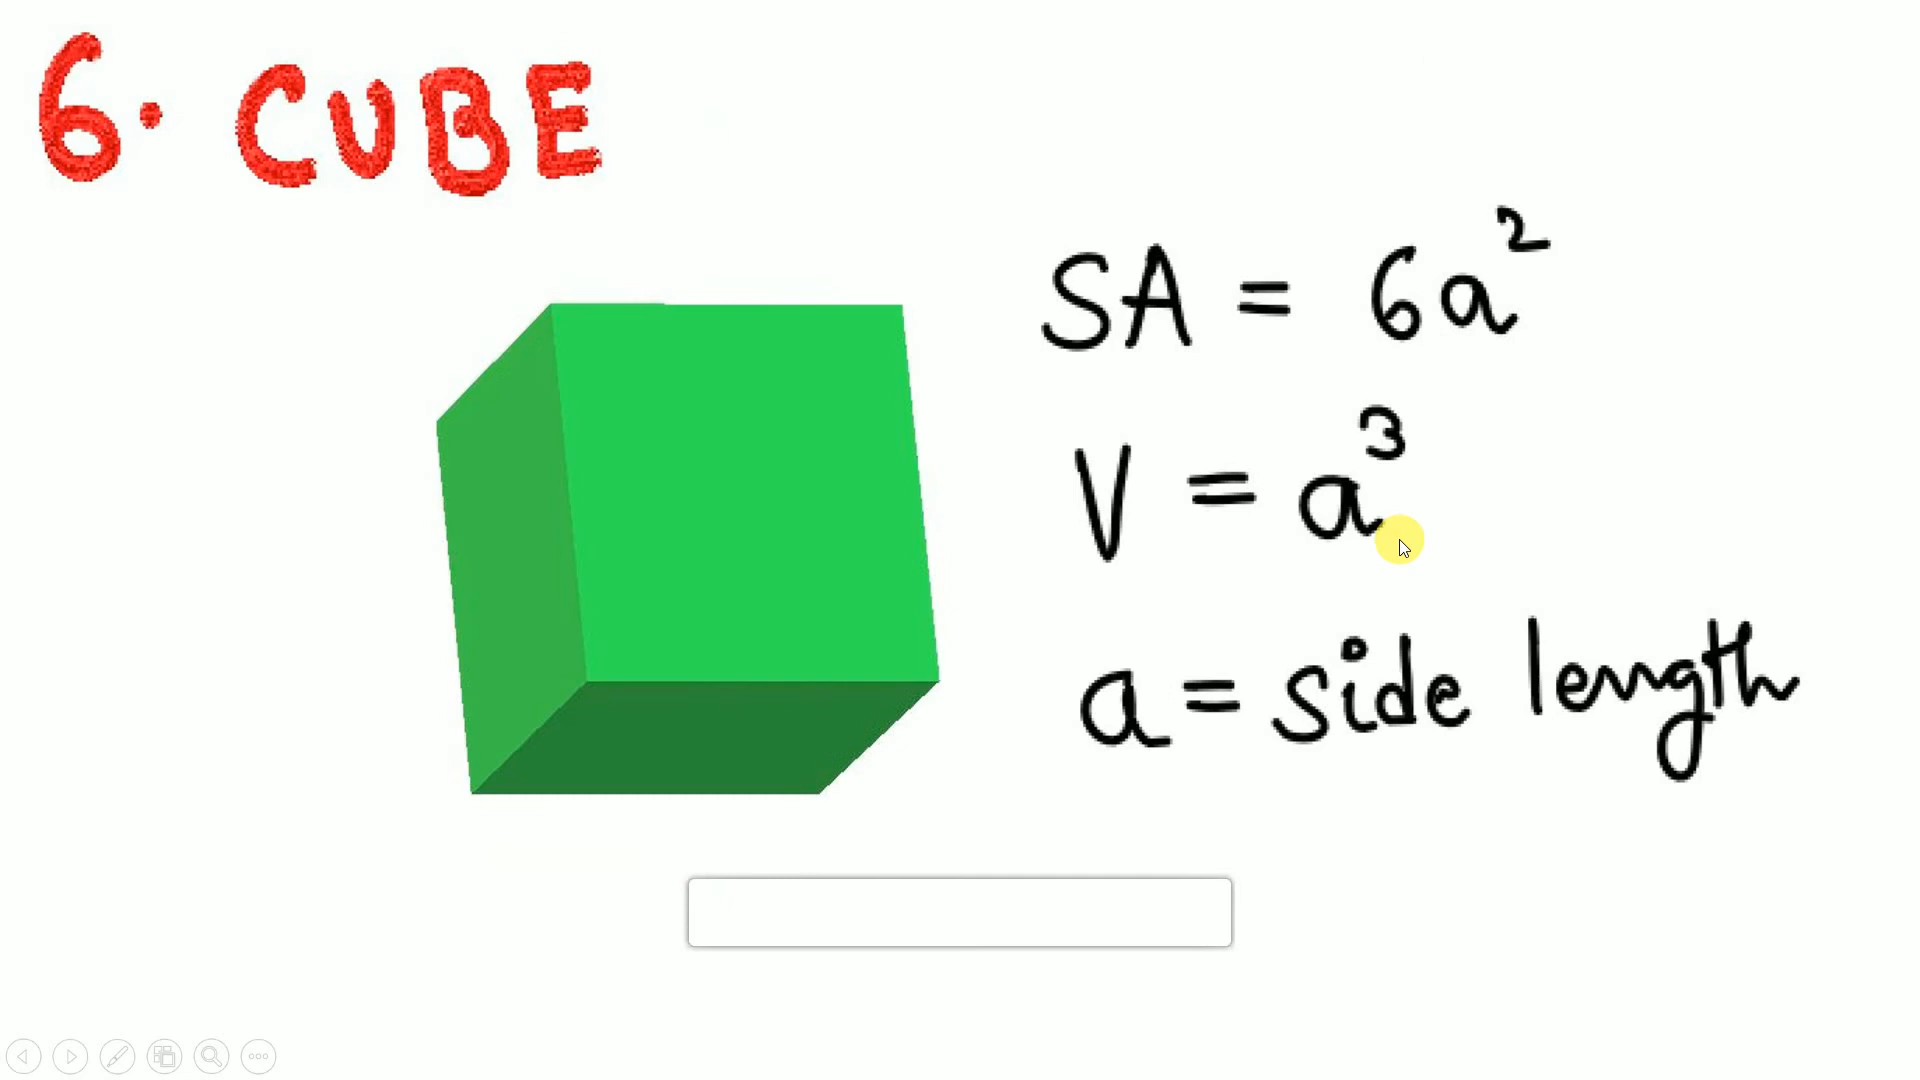 6. CUBE
SA = 6a²
V = a³
a = side length